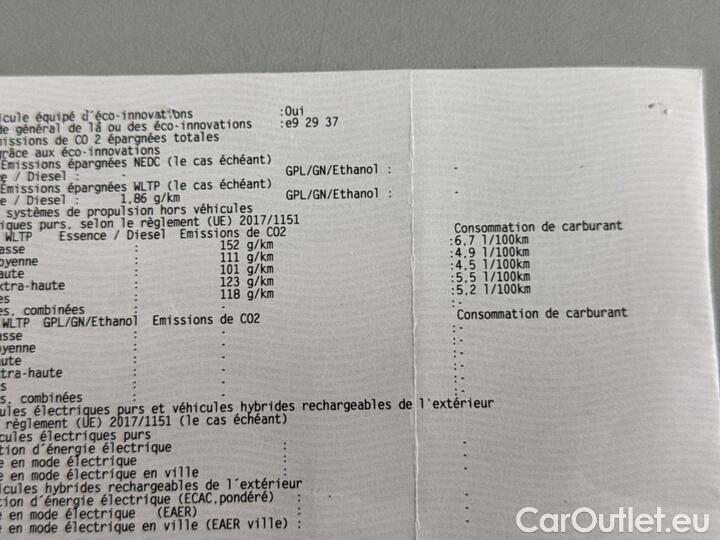 icule équipé d'éco-innovations :Oui
de général de la ou des éco-innovations :e9 29 37
missions de CO 2 épargnées totales
grâce aux éco-innovations
Émissions épargnées NEDC (le cas échéant)
e / Diesel : - GPL/GN/Ethanol : -
Émissions épargnées WLTP (le cas échéant)
e / Diesel : 1,86 g/km GPL/GN/Ethanol : -
systèmes de propulsion hors véhicules
iques purs, selon le règlement (UE) 2017/1151
WLTP Essence / Diesel Emissions de CO2 Consommation de carburant
asse : 152 g/km :6,7 l/100km
oyenne : 111 g/km :4,9 l/100km
aute : 101 g/km :4,5 l/100km
xtra-haute : 123 g/km :5,5 l/100km
es : 118 g/km :5,2 l/100km
es, combinées : - :-
WLTP GPL/GN/Ethanol Emissions de CO2 Consommation de carburant
asse : - :-
oyenne : - :-
aute : - :-
tra-haute : - :-
s : - :-
s, combinées : - :-
ules électriques purs et véhicules hybrides rechargeables de l'extérieur
règlement (UE) 2017/1151 (le cas échéant)
icules électriques purs
tion d'énergie électrique : -
e en mode électrique : -
e en mode électrique en ville : -
icules hybrides rechargeables de l'extérieur
tion d'énergie électrique (ECAC,pondéré) : -
e en mode électrique (EAER) : -
e en mode électrique en ville (EAER ville) : -
CarOutlet.eu